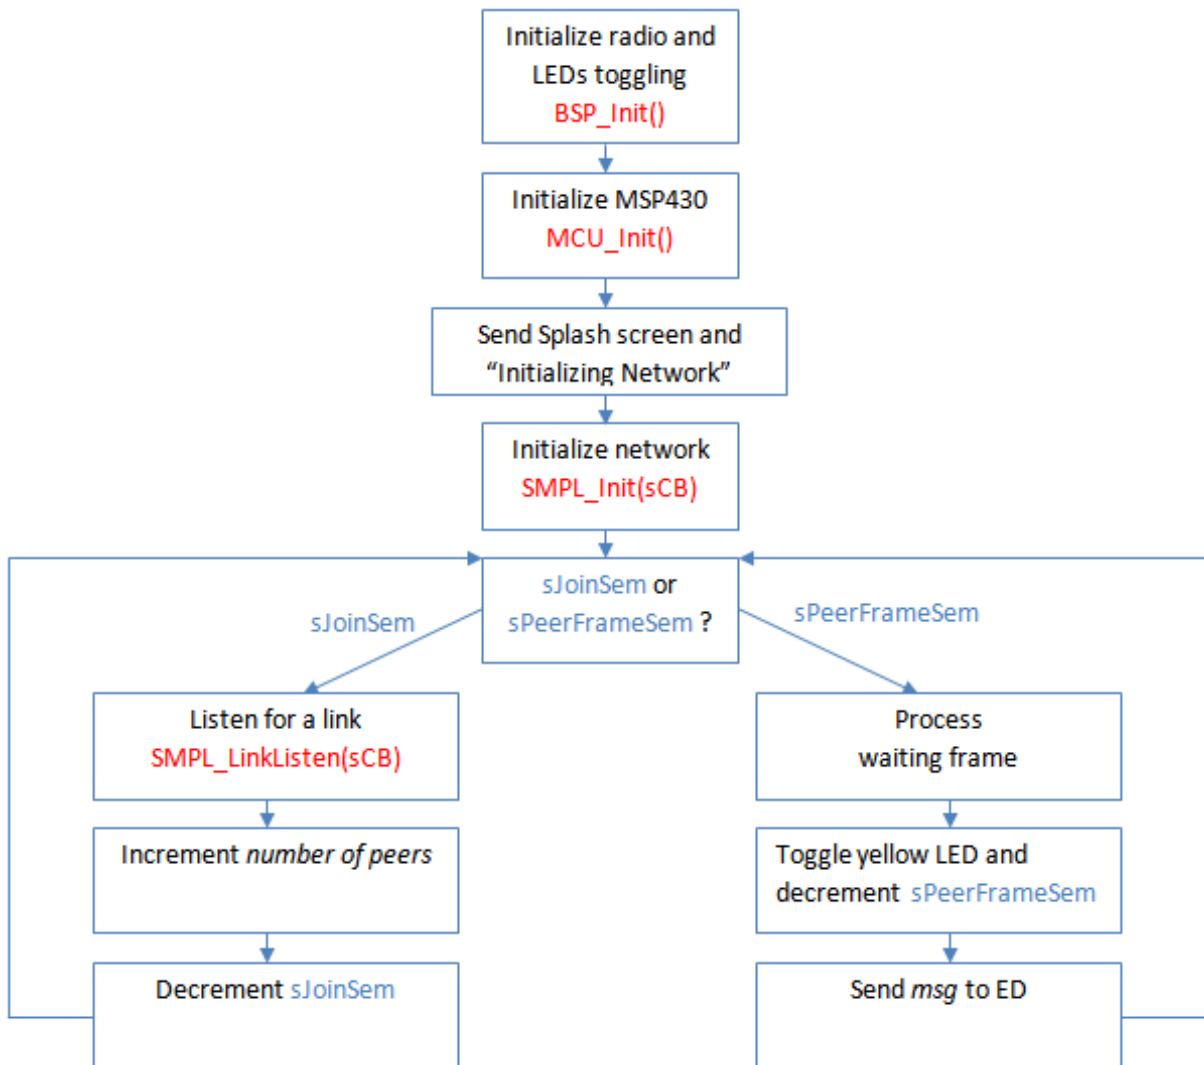 Initialize radio and
LEDs toggling
BSP_Init()
Initialize MSP430
MCU_Init()
Send Splash screen and
“Initializing Network”
Initialize network
SMPL_Init(sCB)
sJoinSem or
sPeerFrameSem ?
sJoinSem
sPeerFrameSem
Listen for a link
SMPL_LinkListen(sCB)
Process
waiting frame
Increment number of peers
Toggle yellow LED and
decrement sPeerFrameSem
Decrement sJoinSem
Send msg to ED